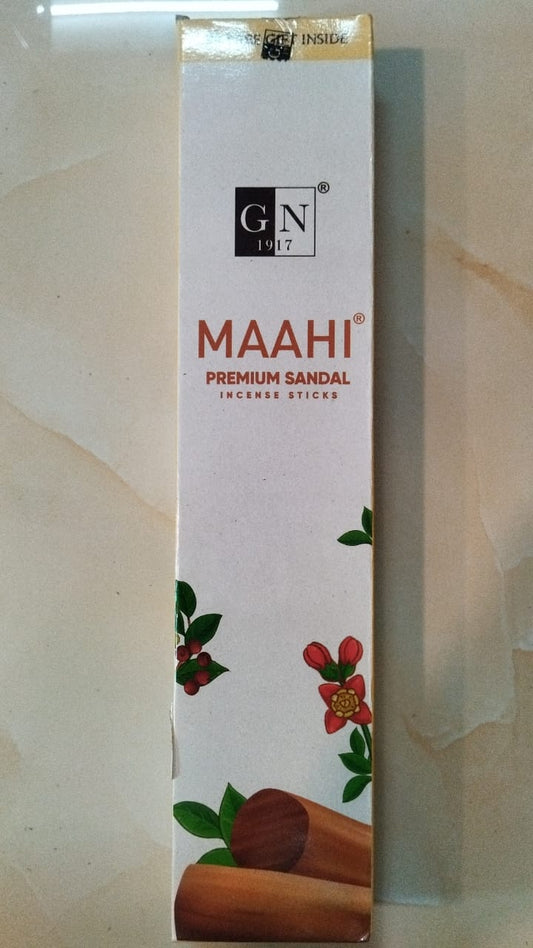 GIFT INSIDE
GN
G N
®
1917
MAAHI®
PREMIUM SANDAL
INCENSE STICKS